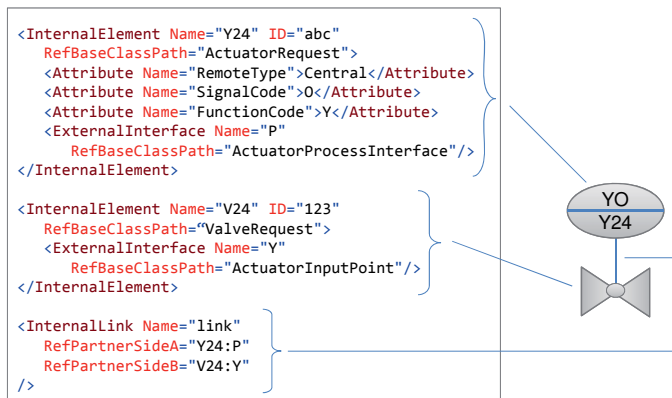 <InternalElement Name="Y24" ID="abc"
RefBaseClassPath="ActuatorRequest">
<Attribute Name="RemoteType">Central</Attribute>
<Attribute Name="SignalCode">O</Attribute>
<Attribute Name="FunctionCode">Y</Attribute>
<ExternalInterface Name="P"
RefBaseClassPath="ActuatorProcessInterface"/>
</InternalElement>
<InternalElement Name="V24" ID="123"
RefBaseClassPath=“ValveRequest">
<ExternalInterface Name="Y"
RefBaseClassPath="ActuatorInputPoint"/>
</InternalElement>
<InternalLink Name="link"
RefPartnerSideA="Y24:P"
RefPartnerSideB="V24:Y"
/>
YO
Y24